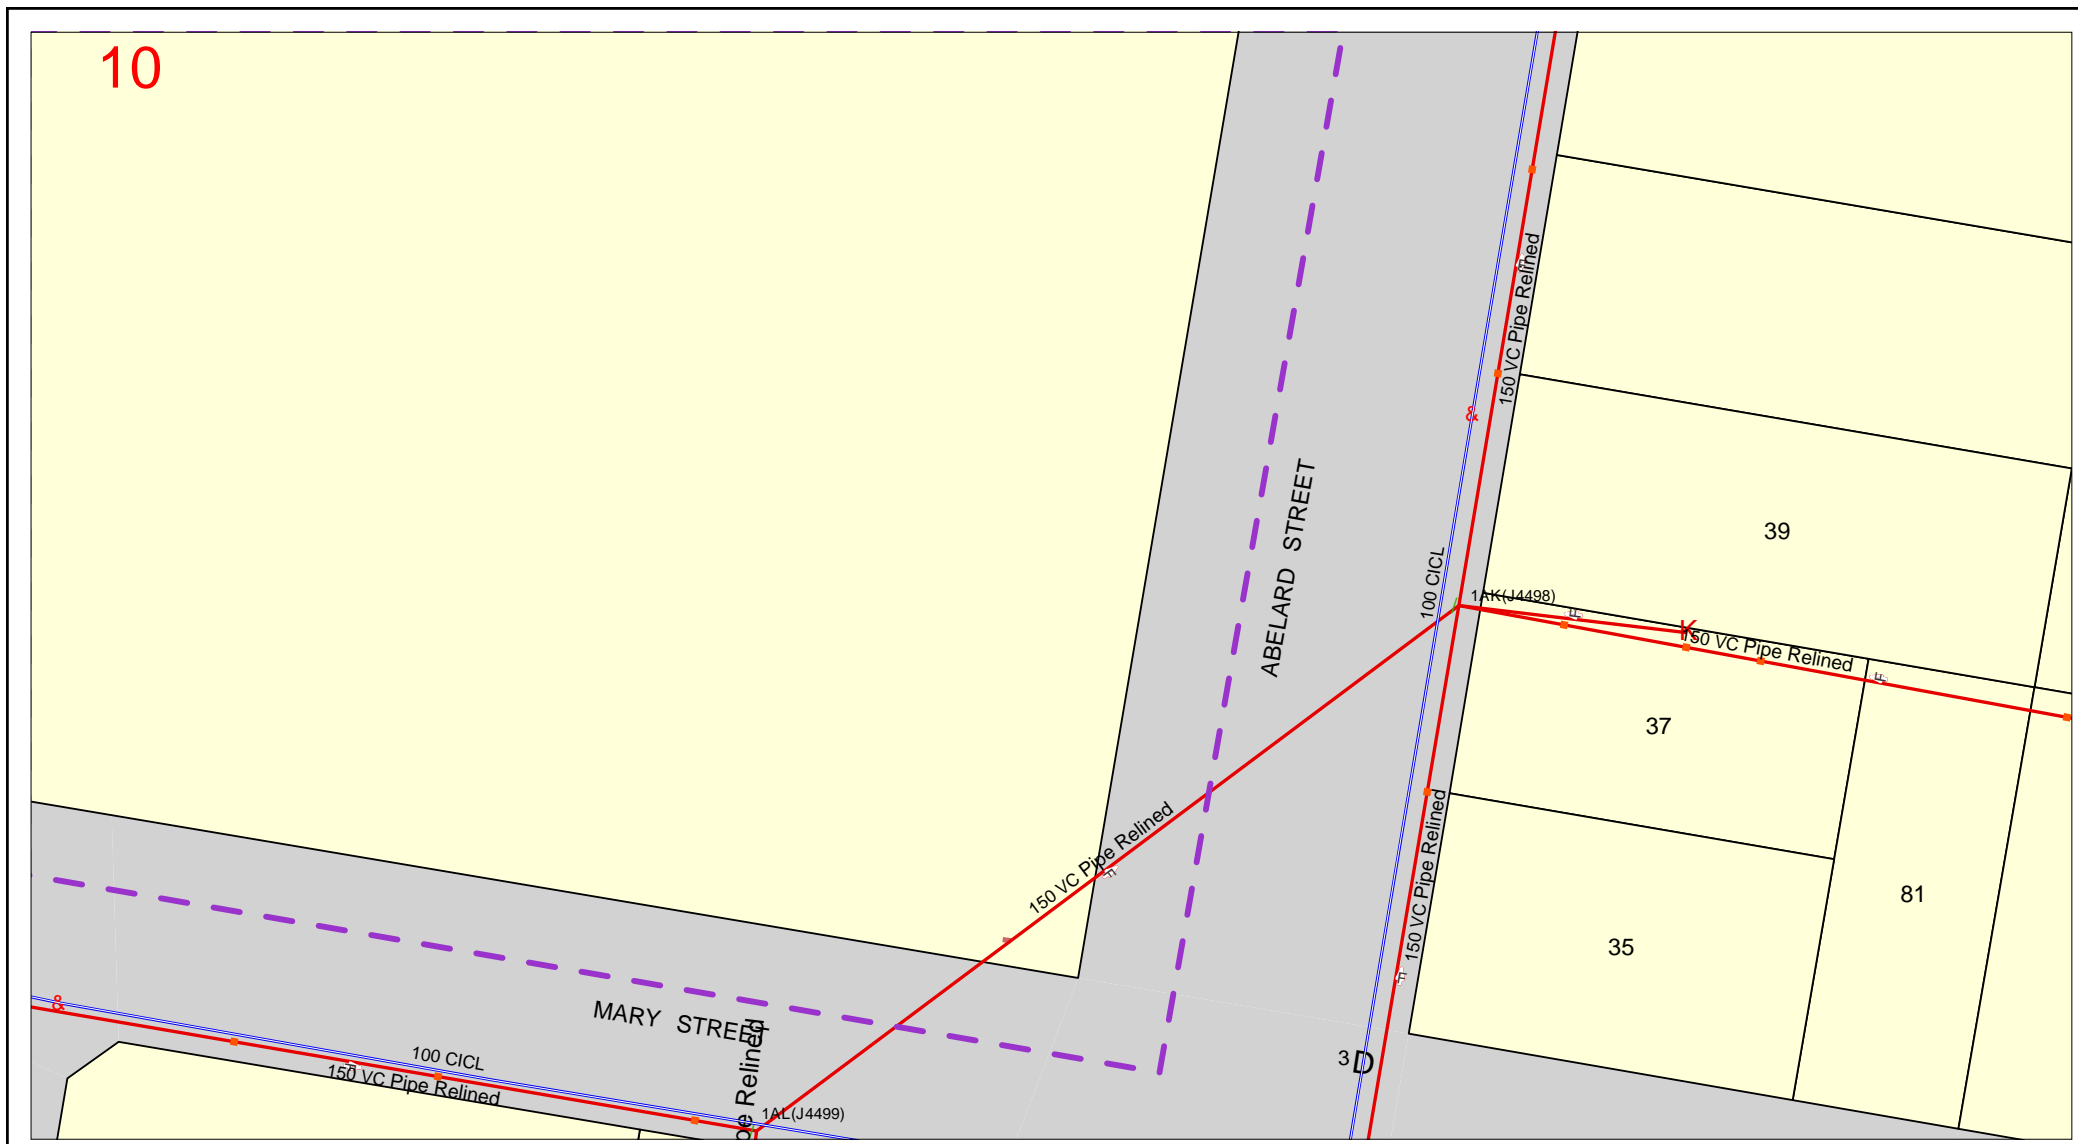 10
150 VC Pipe Relined
&
ABELARD STREET
39
100 CICL
1AK(J4498)
K
150 VC Pipe Relined
37
150 VC Pipe Relined
150 VC Pipe Relined
81
35
&
MARY STREET
100 CICL
150 VC Pipe Relined
pe Relined
3 D
1AL(J4499)